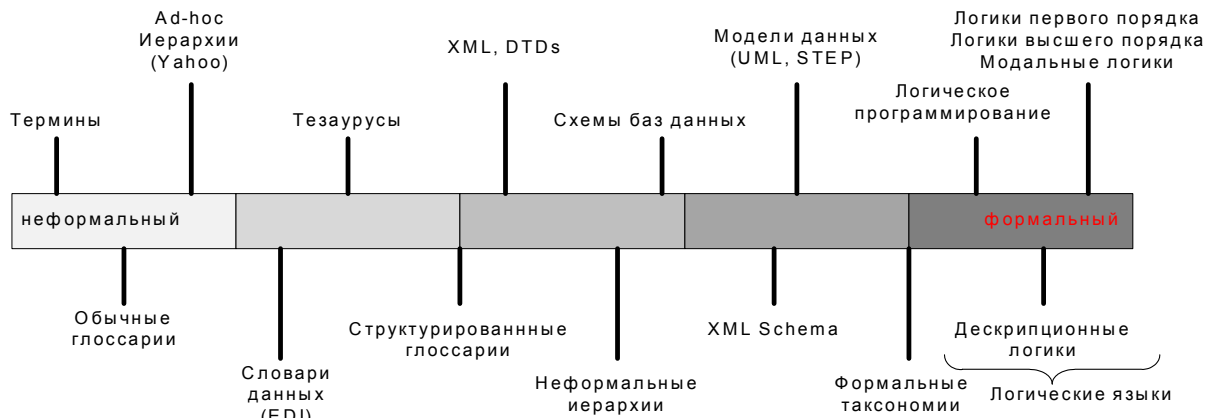 Ad-hoc
Иерархии
(Yahoo)
Термины
Тезаурусы
XML, DTDs
Схемы баз данных
Модели данных
(UML, STEP)
Логическое
программирование
Логики первого порядка
Логики высшего порядка
Модальные логики
неформальный
формальный
Обычные
глоссарии
Словари
данных
(EDI)
Структурированнные
глоссарии
Неформальные
иерархии
XML Schema
Формальные
таксономии
Дескрипционные
логики
Логические языки